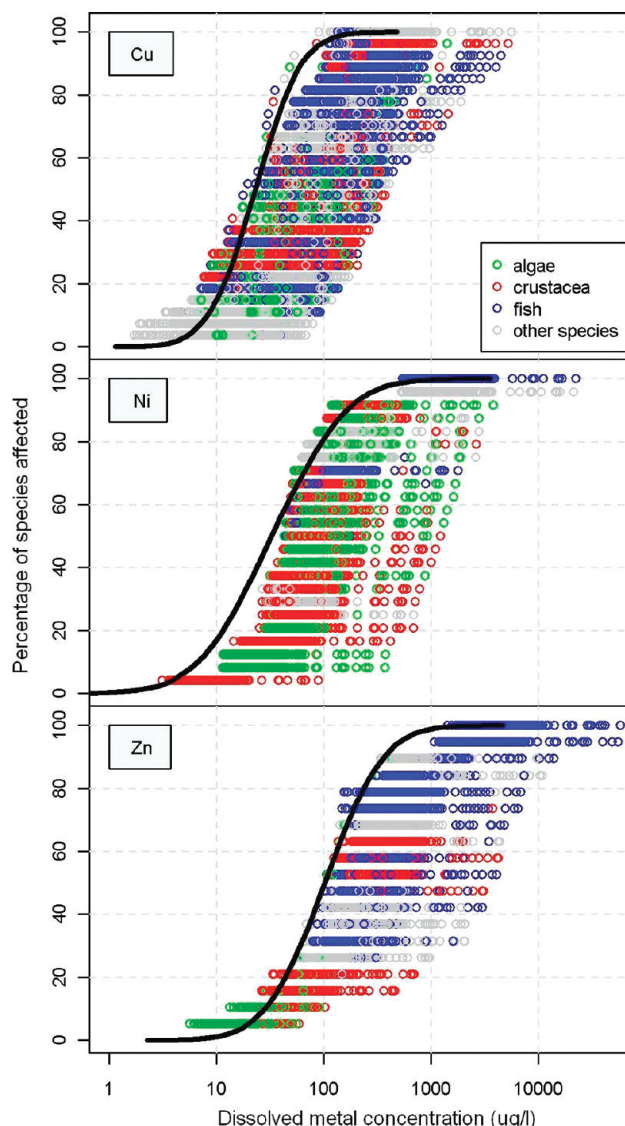 Cu
100
80
60
40
20
0
algae
crustacea
fish
other species
Ni
100
80
60
40
20
0
Percentage of species affected
Zn
100
80
60
40
20
0
1 10 100 1000 10000
Dissolved metal concentration (ug/l)